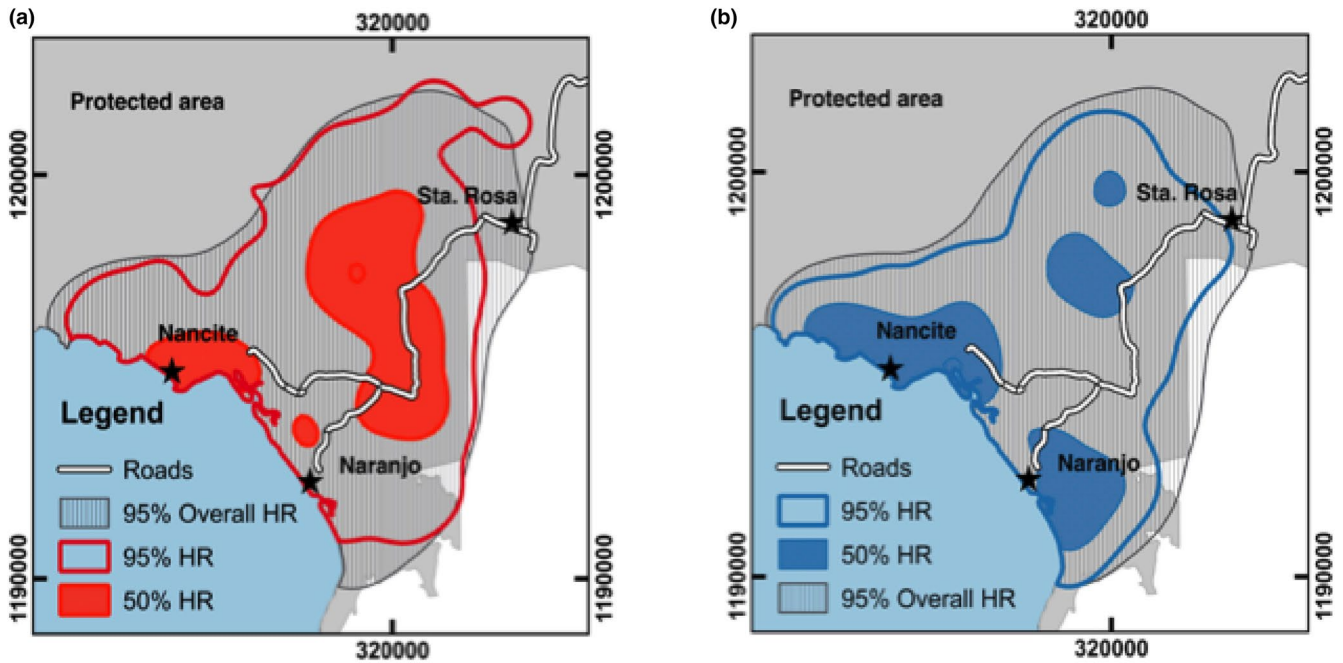 (a)
320000
Protected area
1200000
1200000
Sta. Rosa
Nancite
Legend
Naranjo
Roads
95% Overall HR
95% HR
50% HR
1190000
1190000
320000
(b)
320000
Protected area
1200000
1200000
Sta. Rosa
Nancite
Legend
Naranjo
Roads
95% HR
50% HR
95% Overall HR
1190000
1190000
320000